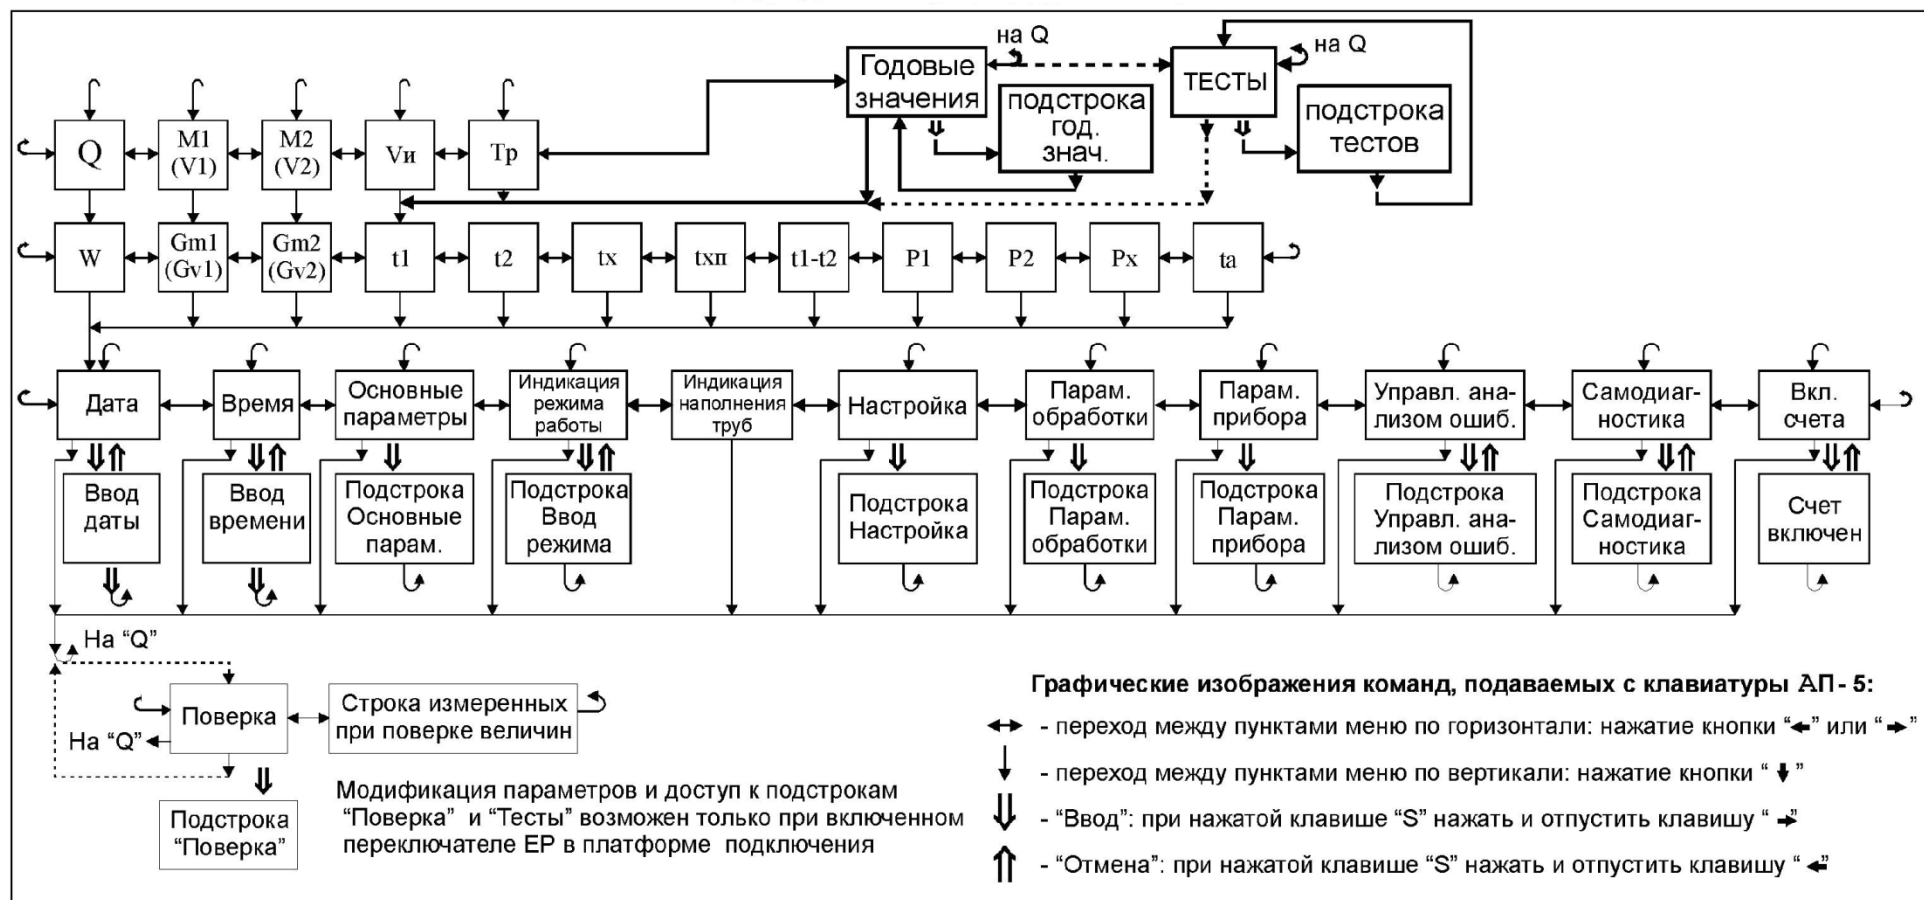 на Q
на Q
Годовые
значения
ТЕСТЫ
подстрока
год.
знач.
подстрока
тестов
Q
M1
(V1)
M2
(V2)
Vи
Тр
W
Gm1
(Gv1)
Gm2
(Gv2)
t1
t2
tх
tхп
t1-t2
P1
P2
Px
ta
Дата
Время
Основные
параметры
Индикация
режима
работы
Индикация
наполнения
труб
Настройка
Парам.
обработки
Парам.
прибора
Управл. ана-
лизом ошиб.
Самодиаг-
ностика
Вкл.
счета
Ввод
даты
Ввод
времени
Подстрока
Основные
парам.
Подстрока
Ввод
режима
Подстрока
Настройка
Подстрока
Парам.
обработки
Подстрока
Парам.
прибора
Подстрока
Управл. ана-
лизом ошиб.
Подстрока
Самодиаг-
ностика
Счет
включен
На “Q”
Поверка
Строка измеренных
при поверке величин
На “Q”
Подстрока
“Поверка”
Модификация параметров и доступ к подстрокам
“Поверка” и “Тесты” возможен только при включенном
переключателе ЕР в платформе подключения
Графические изображения команд, подаваемых с клавиатуры АП - 5:
↔ - переход между пунктами меню по горизонтали: нажатие кнопки “←” или “→”
↓ - переход между пунктами меню по вертикали: нажатие кнопки “ ↓ ”
⇓ - “Ввод”: при нажатой клавише “S” нажать и отпустить клавишу “ →
⇑ - “Отмена”: при нажатой клавише “S” нажать и отпустить клавишу “ ←”